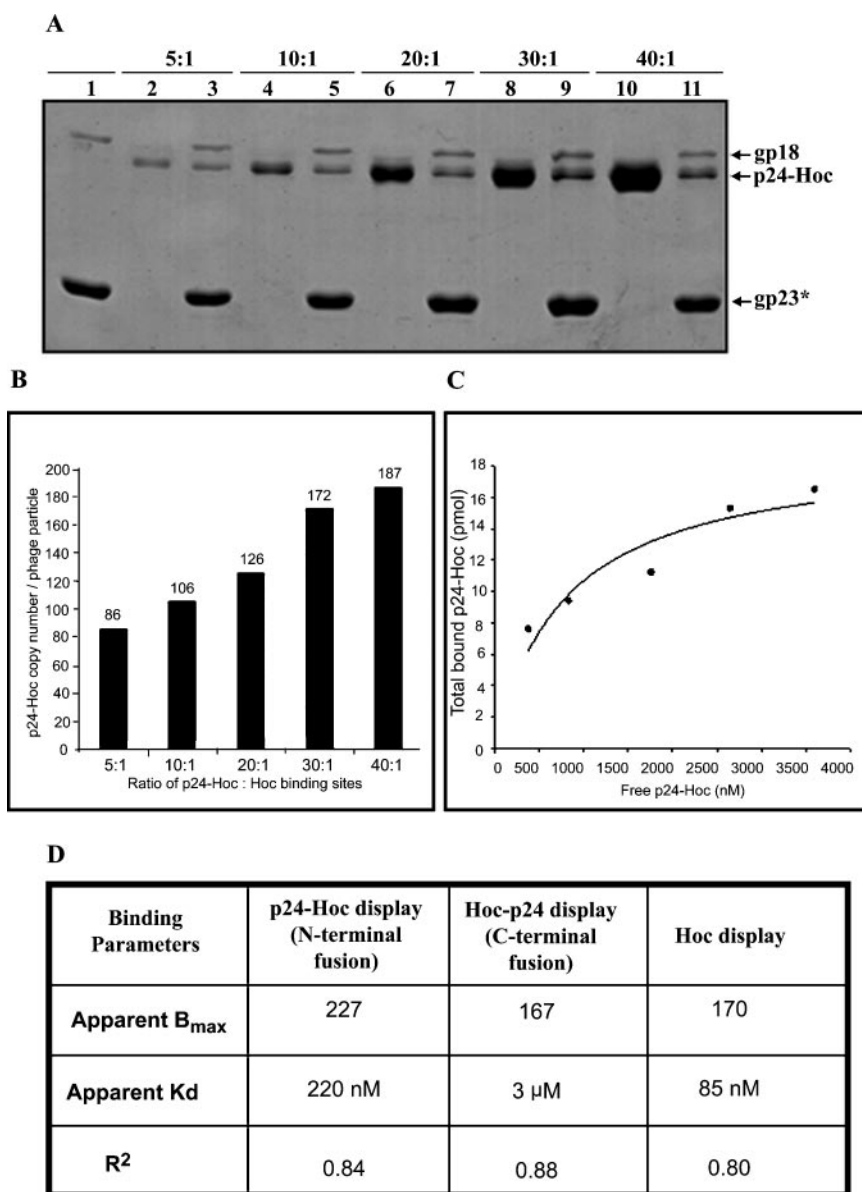 A
5:1 10:1 20:1 30:1 40:1
1 2 3 4 5 6 7 8 9 10 11
gp18
p24-Hoc
gp23*
B
p24-Hoc copy number / phage particle
200
180
160
140
120
100
80
60
40
20
0
86
106
126
172
187
5:1 10:1 20:1 30:1 40:1
Ratio of p24-Hoc : Hoc binding sites
C
Total bound p24-Hoc (pmol)
18
16
14
12
10
8
6
4
2
0
0 500 1000 1500 2000 2500 3000 3500 4000
Free p24-Hoc (nM)
D
Binding
Parameters
p24-Hoc display
(N-terminal
fusion)
Hoc-p24 display
(C-terminal
fusion)
Hoc display
Apparent Bmax 227 167 170
Apparent Kd 220 nM 3 µM 85 nM
R² 0.84 0.88 0.80